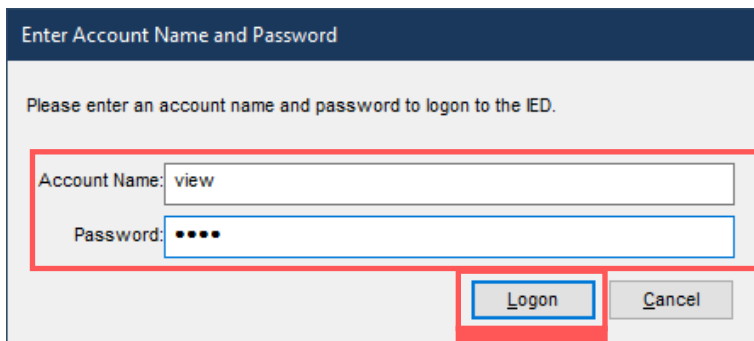 Enter Account Name and Password
Please enter an account name and password to logon to the IED.
Account Name: view
Password: ••••
Logon Cancel